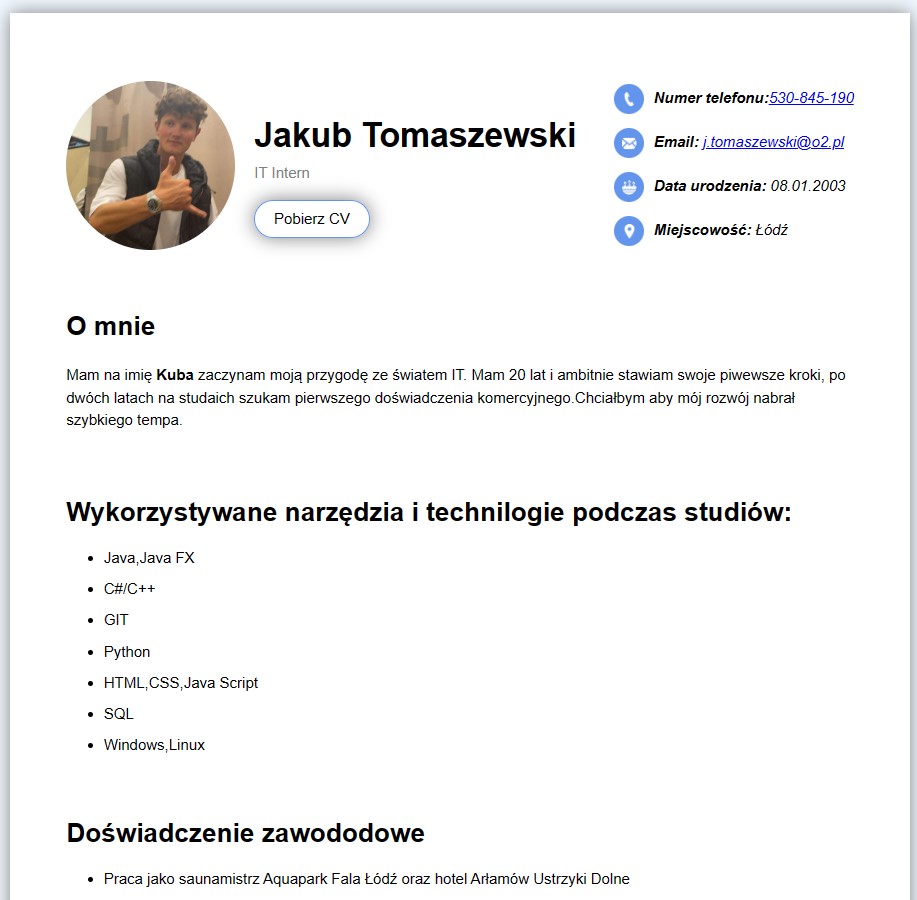 Jakub Tomaszewski
IT Intern
Pobierz CV
Numer telefonu:530-845-190
Email: j.tomaszewski@o2.pl
Data urodzenia: 08.01.2003
Miejscowość: Łódź
O mnie
Mam na imię Kuba zaczynam moją przygodę ze światem IT. Mam 20 lat i ambitnie stawiam swoje piwewsze kroki, po
dwóch latach na studaich szukam pierwszego doświadczenia komercyjnego.Chciałbym aby mój rozwój nabrał
szybkiego tempa.
Wykorzystywane narzędzia i technilogie podczas studiów:
Java,Java FX
C#/C++
GIT
Python
HTML,CSS,Java Script
SQL
Windows,Linux
Doświadczenie zawododowe
Praca jako saunamistrz Aquapark Fala Łódź oraz hotel Arłamów Ustrzyki Dolne